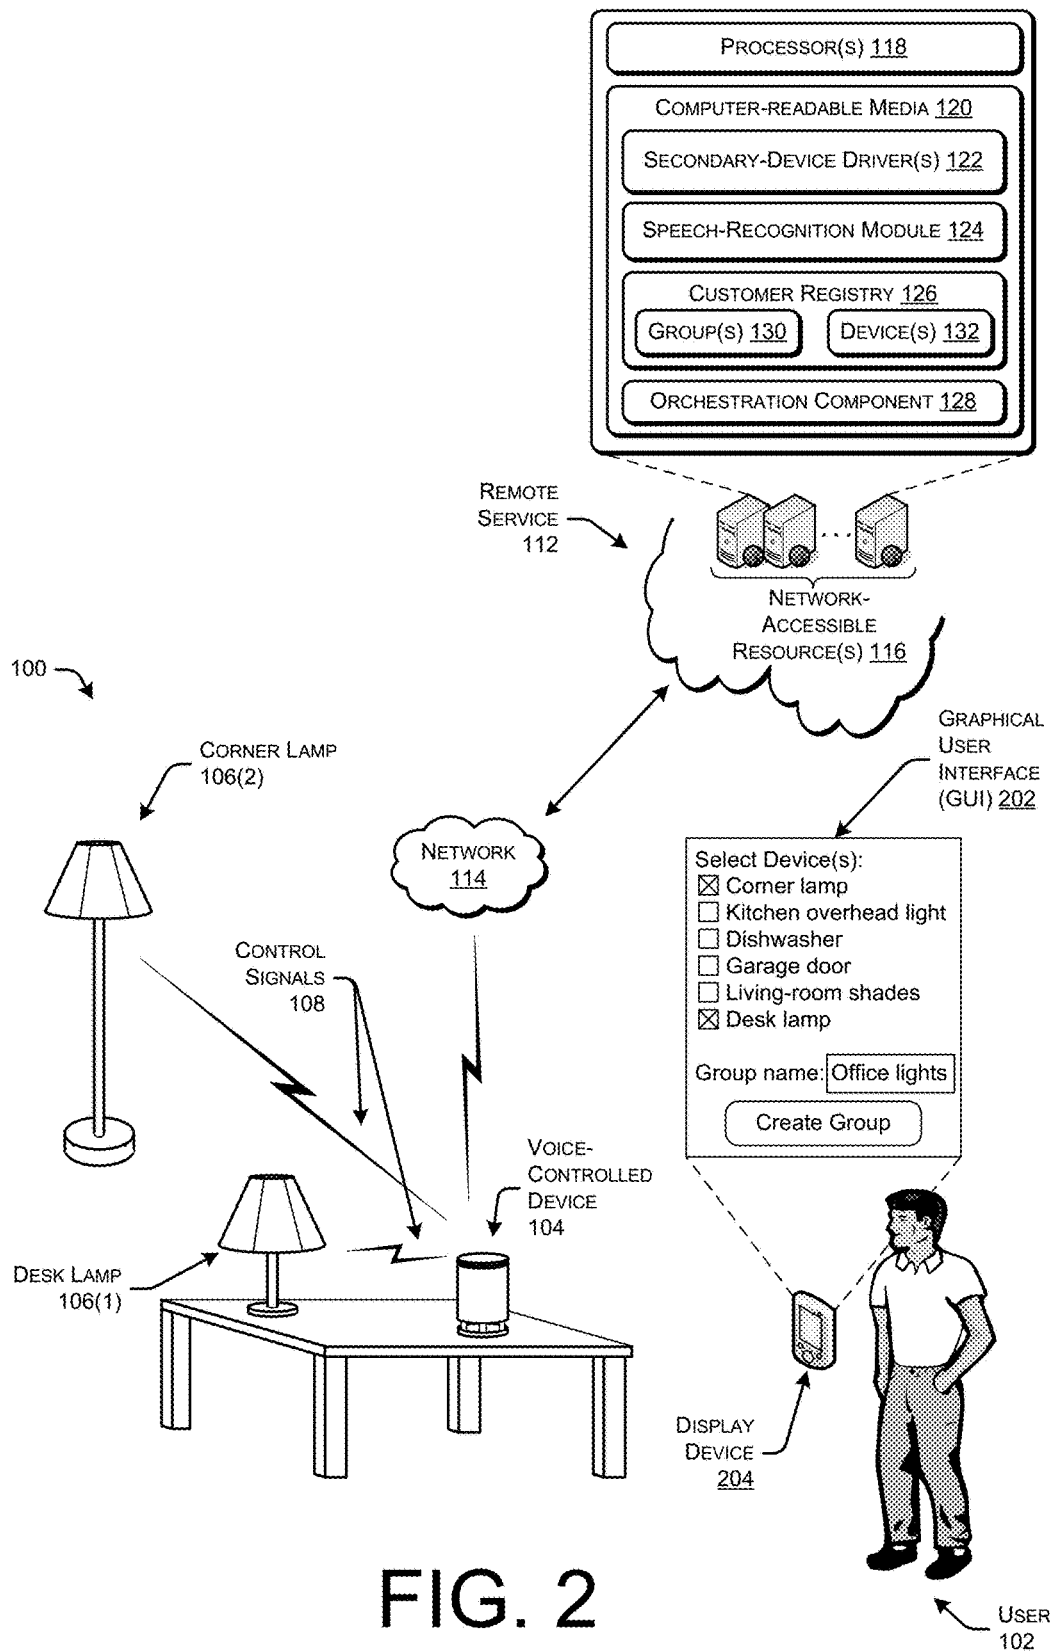 PROCESSOR(S) 118
COMPUTER-READABLE MEDIA 120
SECONDARY-DEVICE DRIVER(S) 122
SPEECH-RECOGNITION MODULE 124
CUSTOMER REGISTRY 126
GROUP(S) 130
DEVICE(S) 132
ORCHESTRATION COMPONENT 128
REMOTE
SERVICE
112
NETWORK-
ACCESSIBLE
RESOURCE(S) 116
100
CORNER LAMP
106(2)
NETWORK
114
GRAPHICAL
USER
INTERFACE
(GUI) 202
Select Device(s):
Corner lamp
Kitchen overhead light
Dishwasher
Garage door
Living-room shades
Desk lamp
Group name: Office lights
Create Group
CONTROL
SIGNALS
108
VOICE-
CONTROLLED
DEVICE
104
DESK LAMP
106(1)
DISPLAY
DEVICE
204
USER
102
FIG. 2